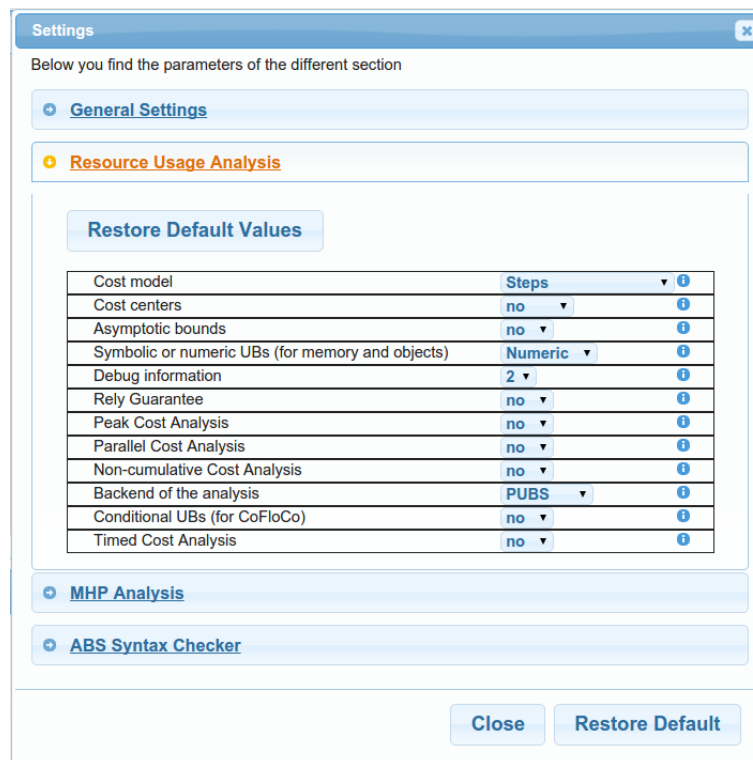 Settings
Below you find the parameters of the different section
General Settings
Resource Usage Analysis
Restore Default Values
Cost model Steps
Cost centers no
Asymptotic bounds no
Symbolic or numeric UBs (for memory and objects) Numeric
Debug information 2
Rely Guarantee no
Peak Cost Analysis no
Parallel Cost Analysis no
Non-cumulative Cost Analysis no
Backend of the analysis PUBS
Conditional UBs (for CoFloCo) no
Timed Cost Analysis no
MHP Analysis
ABS Syntax Checker
Close Restore Default